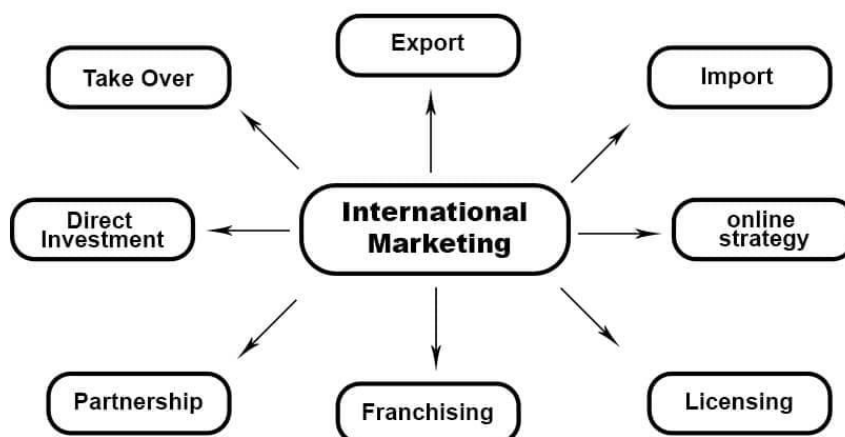 Export
Take Over
Import
International
Marketing
Direct
Investment
online
strategy
Partnership
Franchising
Licensing